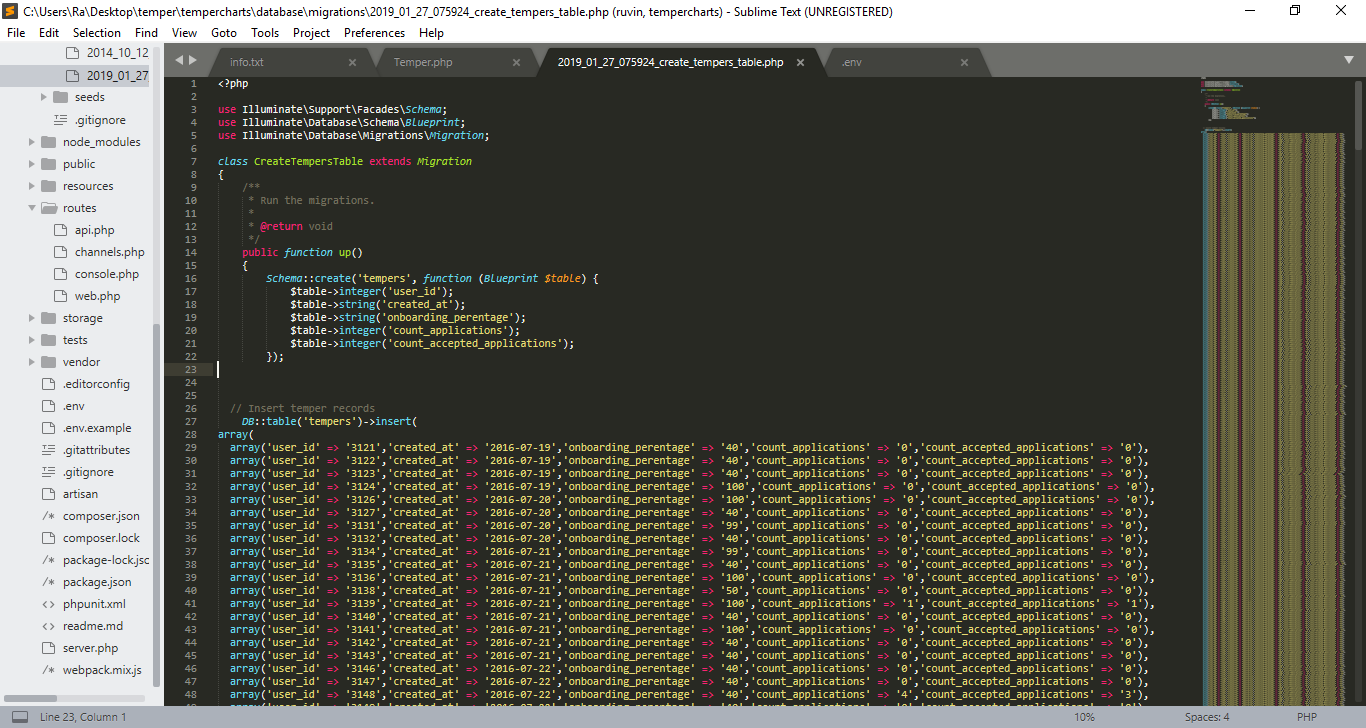 C:\Users\Ra\Desktop\temper\tempercharts\database\migrations\2019_01_27_075924_create_tempers_table.php (ruvin, tempercharts) - Sublime Text (UNREGISTERED)
File Edit Selection Find View Goto Tools Project Preferences Help
2014_10_12
2019_01_27
seeds
.gitignore
node_modules
public
resources
routes
api.php
channels.php
console.php
web.php
storage
tests
vendor
.editorconfig
.env
.env.example
.gitattributes
.gitignore
artisan
/* composer.json
composer.lock
/* package-lock.jsc
/* package.json
<> phpunit.xml
<> readme.md
server.php
/* webpack.mix.js
info.txt Temper.php 2019_01_27_075924_create_tempers_table.php .env
1 <?php
2
3 use Illuminate\Support\Facades\Schema;
4 use Illuminate\Database\Schema\Blueprint;
5 use Illuminate\Database\Migrations\Migration;
6
7 class CreateTempersTable extends Migration
8 {
9 /**
10 * Run the migrations.
11 *
12 * @return void
13 */
14 public function up()
15 {
16 Schema::create('tempers', function (Blueprint $table) {
17 $table->integer('user_id');
18 $table->string('created_at');
19 $table->string('onboarding_perentage');
20 $table->integer('count_applications');
21 $table->integer('count_accepted_applications');
22 });
23
24
25
26 // Insert temper records
27 DB::table('tempers')->insert(
28 array(
29 array('user_id' => '3121','created_at' => '2016-07-19','onboarding_perentage' => '40','count_applications' => '0','count_accepted_applications' => '0'),
30 array('user_id' => '3122','created_at' => '2016-07-19','onboarding_perentage' => '40','count_applications' => '0','count_accepted_applications' => '0'),
31 array('user_id' => '3123','created_at' => '2016-07-19','onboarding_perentage' => '40','count_applications' => '0','count_accepted_applications' => '0'),
32 array('user_id' => '3124','created_at' => '2016-07-19','onboarding_perentage' => '100','count_applications' => '0','count_accepted_applications' => '0'),
33 array('user_id' => '3126','created_at' => '2016-07-20','onboarding_perentage' => '100','count_applications' => '0','count_accepted_applications' => '0'),
34 array('user_id' => '3127','created_at' => '2016-07-20','onboarding_perentage' => '40','count_applications' => '0','count_accepted_applications' => '0'),
35 array('user_id' => '3131','created_at' => '2016-07-20','onboarding_perentage' => '99','count_applications' => '0','count_accepted_applications' => '0'),
36 array('user_id' => '3132','created_at' => '2016-07-20','onboarding_perentage' => '40','count_applications' => '0','count_accepted_applications' => '0'),
37 array('user_id' => '3134','created_at' => '2016-07-21','onboarding_perentage' => '99','count_applications' => '0','count_accepted_applications' => '0'),
38 array('user_id' => '3135','created_at' => '2016-07-21','onboarding_perentage' => '40','count_applications' => '0','count_accepted_applications' => '0'),
39 array('user_id' => '3136','created_at' => '2016-07-21','onboarding_perentage' => '100','count_applications' => '0','count_accepted_applications' => '0'),
40 array('user_id' => '3138','created_at' => '2016-07-21','onboarding_perentage' => '50','count_applications' => '0','count_accepted_applications' => '0'),
41 array('user_id' => '3139','created_at' => '2016-07-21','onboarding_perentage' => '100','count_applications' => '1','count_accepted_applications' => '1'),
42 array('user_id' => '3140','created_at' => '2016-07-21','onboarding_perentage' => '40','count_applications' => '0','count_accepted_applications' => '0'),
43 array('user_id' => '3141','created_at' => '2016-07-21','onboarding_perentage' => '100','count_applications' => '0','count_accepted_applications' => '0'),
44 array('user_id' => '3142','created_at' => '2016-07-21','onboarding_perentage' => '40','count_applications' => '0','count_accepted_applications' => '0'),
45 array('user_id' => '3143','created_at' => '2016-07-21','onboarding_perentage' => '40','count_applications' => '0','count_accepted_applications' => '0'),
46 array('user_id' => '3146','created_at' => '2016-07-22','onboarding_perentage' => '40','count_applications' => '0','count_accepted_applications' => '0'),
47 array('user_id' => '3147','created_at' => '2016-07-22','onboarding_perentage' => '40','count_applications' => '0','count_accepted_applications' => '0'),
48 array('user_id' => '3148','created_at' => '2016-07-22','onboarding_perentage' => '40','count_applications' => '4','count_accepted_applications' => '3'),
Line 23, Column 1 10% Spaces: 4 PHP